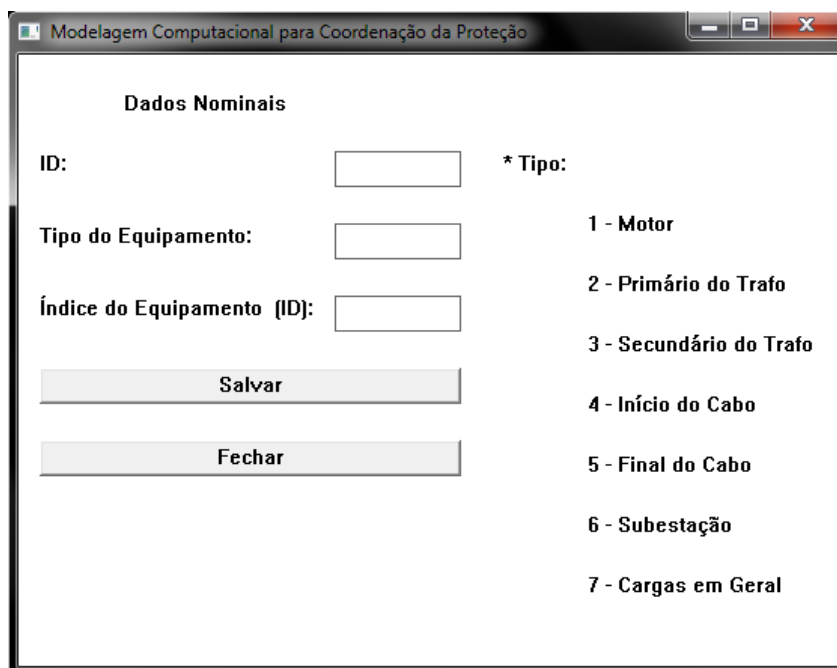 Modelagem Computacional para Coordenação da Proteção
Dados Nominais
ID:
* Tipo:
Tipo do Equipamento:
1 - Motor
2 - Primário do Trafo
Índice do Equipamento (ID):
3 - Secundário do Trafo
Salvar
4 - Início do Cabo
Fechar
5 - Final do Cabo
6 - Subestação
7 - Cargas em Geral